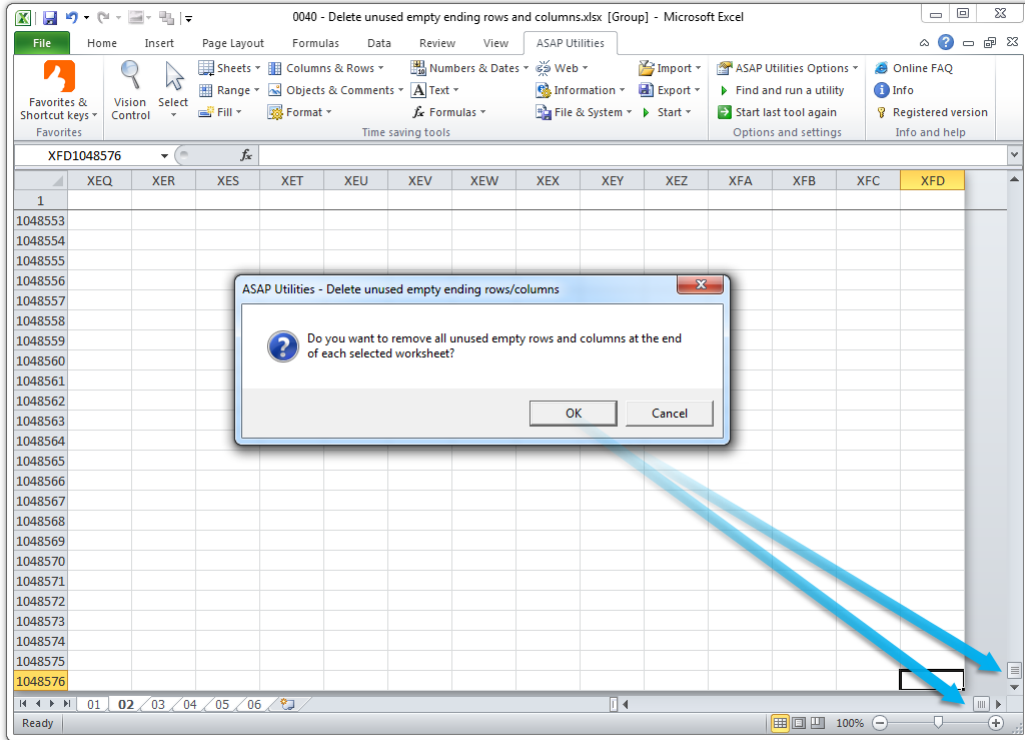 0040 - Delete unused empty ending rows and columns.xlsx [Group] - Microsoft Excel
File Home Insert Page Layout Formulas Data Review View ASAP Utilities
Favorites & Shortcut keys
Vision Control
Select
Sheets Columns & Rows Numbers & Dates Web Import ASAP Utilities Options Online FAQ
Range Objects & Comments Text Information Export Find and run a utility Info
Fill Format Formulas File & System Start Start last tool again Registered version
Favorites Time saving tools Options and settings Info and help
XFD1048576 fx
XEQ XER XES XET XEU XEV XEW XEX XEY XEZ XFA XFB XFC XFD
1
1048553
1048554
1048555
1048556
1048557
1048558
1048559
1048560
1048561
1048562
1048563
1048564
1048565
1048566
1048567
1048568
1048569
1048570
1048571
1048572
1048573
1048574
1048575
1048576
ASAP Utilities - Delete unused empty ending rows/columns
Do you want to remove all unused empty rows and columns at the end
of each selected worksheet?
OK Cancel
01 02 03 04 05 06
Ready 100%